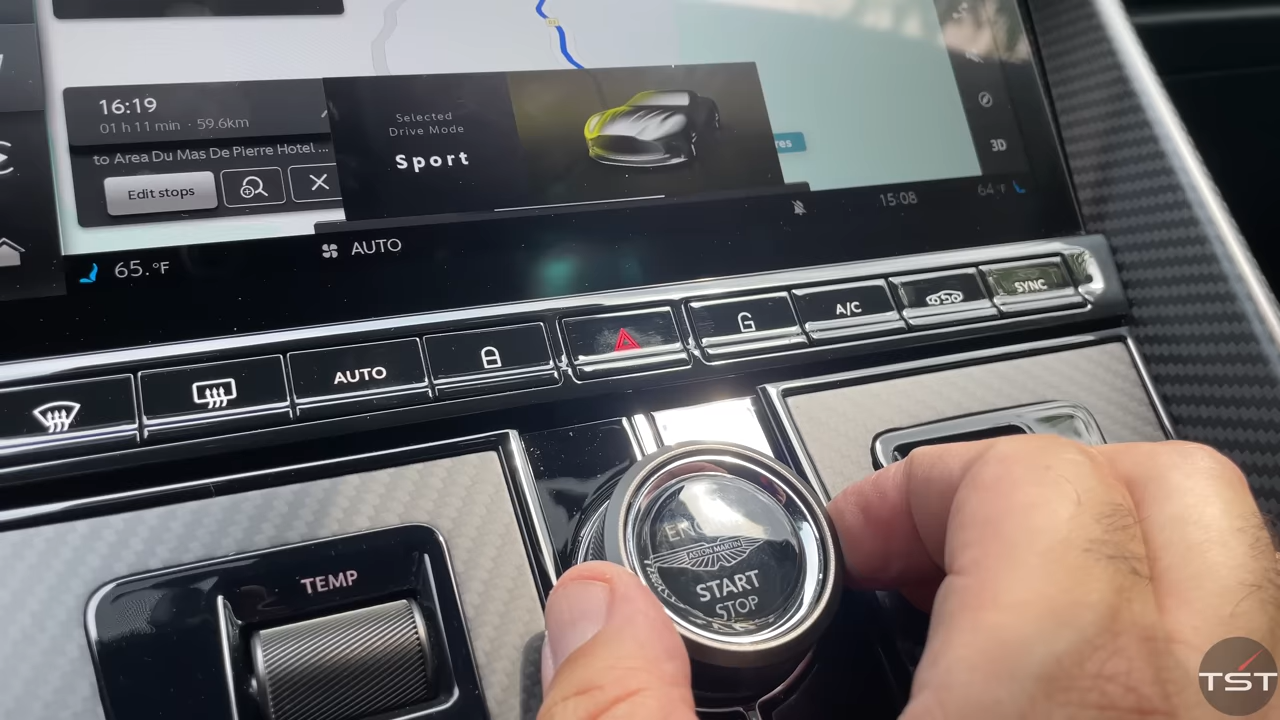 16:19
01 h 11 min · 59.6km
to Area Du Mas De Pierre Hotel ...
Edit stops
Selected
Drive Mode
Sport
3D
15:08
64°F
65.°F
AUTO
AUTO
A/C
SYNC
TEMP
ASTON MARTIN
START
STOP
TST